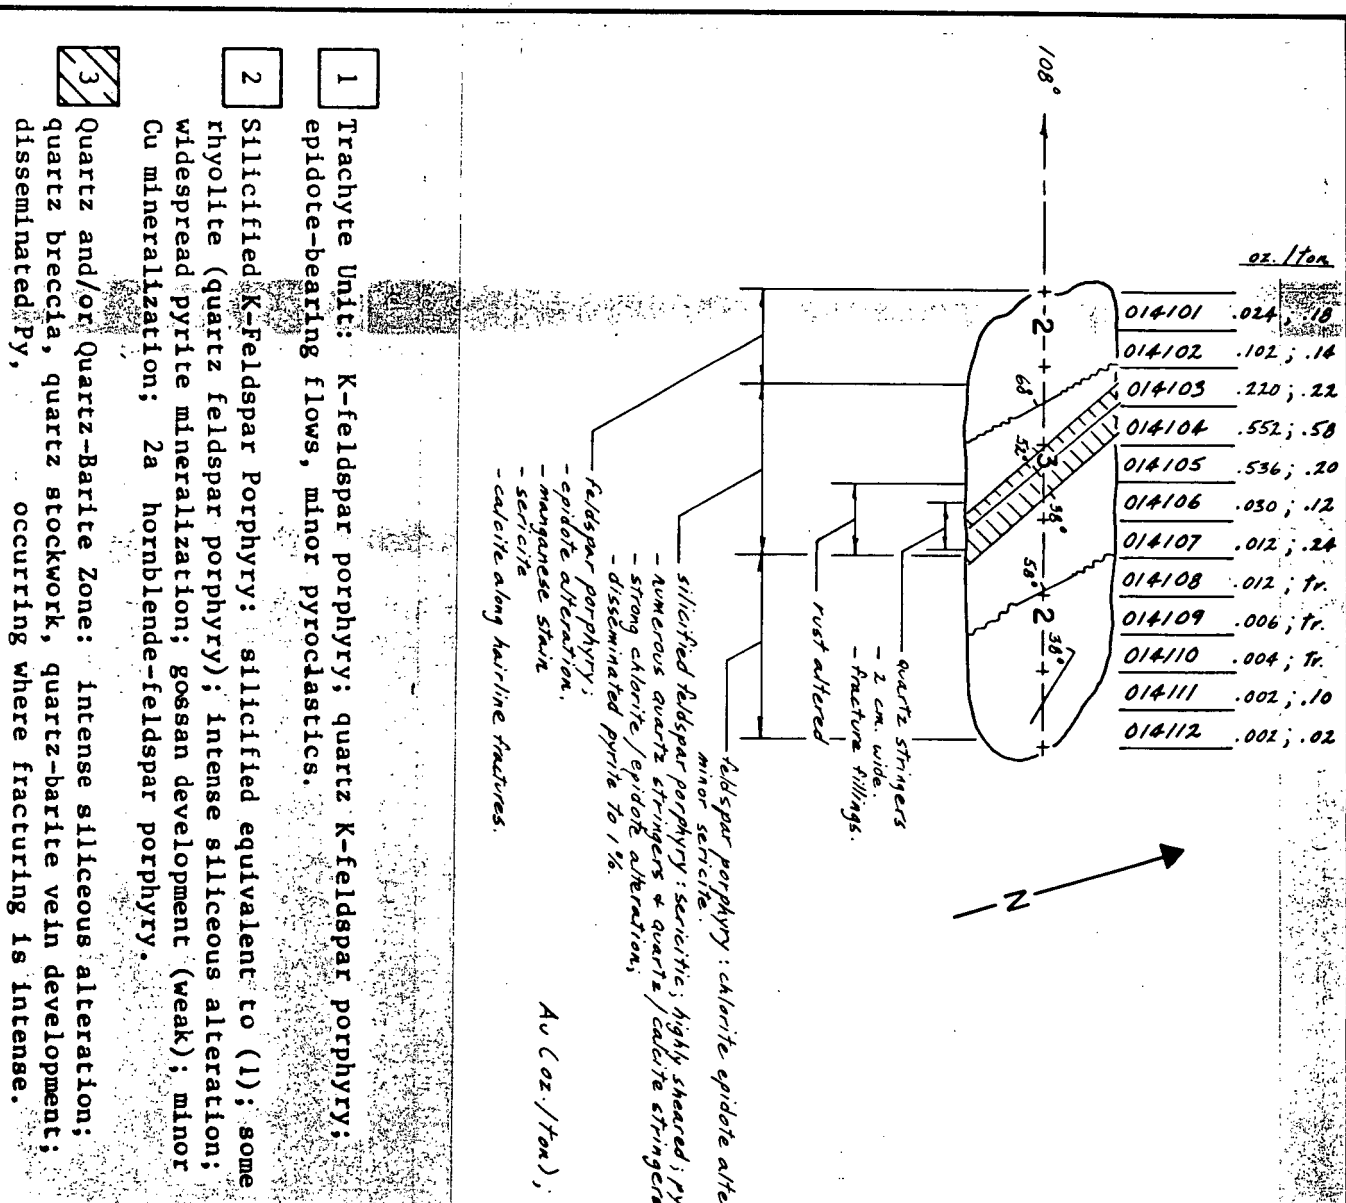 oz./ton
014101 .024 ; .18
014102 .102 ; .14
014103 .220 ; .22
014104 .552 ; .58
014105 .536 ; .20
014106 .030 ; .12
014107 .012 ; .24
014108 .012 ; tr.
014109 .006 ; tr.
014110 .004 ; Tr.
014111 .002 ; .10
014112 .002 ; .02
108°
2
68°
52°
3
38°
58°
2
38°
N
quartz stringers
- 2 cm. wide.
- fracture fillings.
rust altered
feldspar porphyry : chlorite epidote alte
minor sericite.
silicified feldspar porphyry : sericitic ; highly sheared ; py
- numerous quartz stringers & quartz / calcite stringers
- strong chlorite / epidote alteration;
- disseminated pyrite to 1%.
feldspar porphyry ;
- epidote alteration.
- manganese stain
- sericite
- calcite along hairline fractures.
Au (oz./ton) ;
1 Trachyte Unit: K-feldspar porphyry; quartz K-feldspar porphyry;
epidote-bearing flows, minor pyroclastics.
2 Silicified K-Feldspar Porphyry: silicified equivalent to (1); some
rhyolite (quartz feldspar porphyry); intense siliceous alteration;
widespread pyrite mineralization; gossan development (weak); minor
Cu mineralization; 2a hornblende-feldspar porphyry.
3 Quartz and/or Quartz-Barite Zone: intense siliceous alteration;
quartz breccia, quartz stockwork, quartz-barite vein development;
disseminated Py, occurring where fracturing is intense.